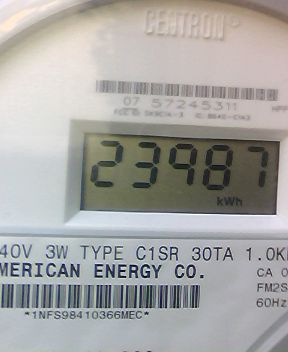 CENTRON
07 57245311
23987
kWh
40V 3W TYPE C1SR 30TA 1.0K
MERICAN ENERGY CO.
CA 0
FM2S
60Hz
*1NFS98410366MEC*